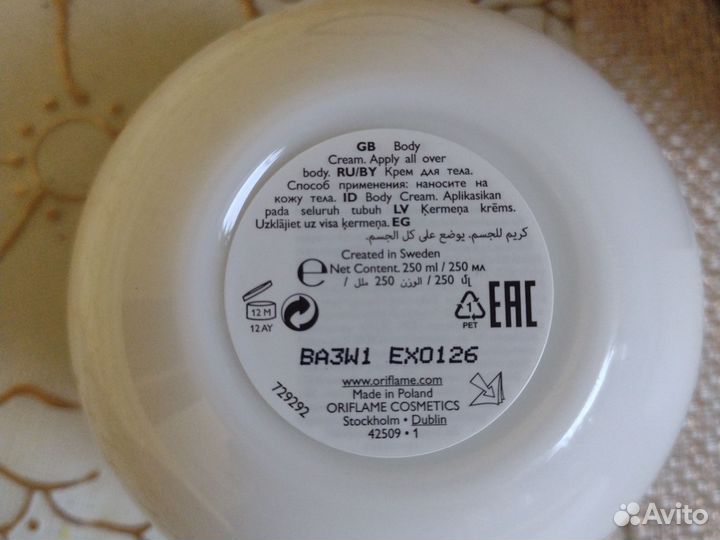 GB Body
Cream. Apply all over
body. RU/BY Крем для тела.
Способ применения: наносите на
кожу тела. ID Body Cream. Aplikasikan
pada seluruh tubuh LV Ķermeņa krēms.
Uzklājiet uz visa ķermeņa. EG
كريم للجسم. يوضع على كل الجسم.
Created in Sweden
e Net Content. 250 ml / 250 мл
/ 250 مل / الوزن 250 ملل /
12 M
12 AY
1
PET
EAC
BA3W1 EX0126
729292
www.oriflame.com
Made in Poland
ORIFLAME COSMETICS
Stockholm • Dublin
42509 • 1
Avito